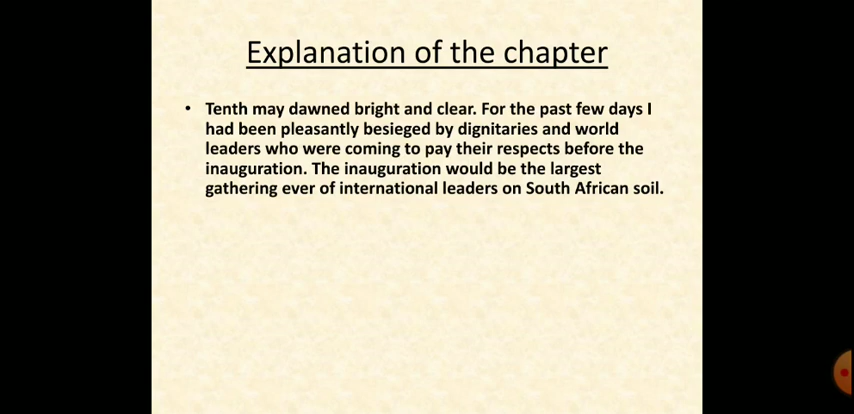 Explanation of the chapter
• Tenth may dawned bright and clear. For the past few days I
had been pleasantly besieged by dignitaries and world
leaders who were coming to pay their respects before the
inauguration. The inauguration would be the largest
gathering ever of international leaders on South African soil.